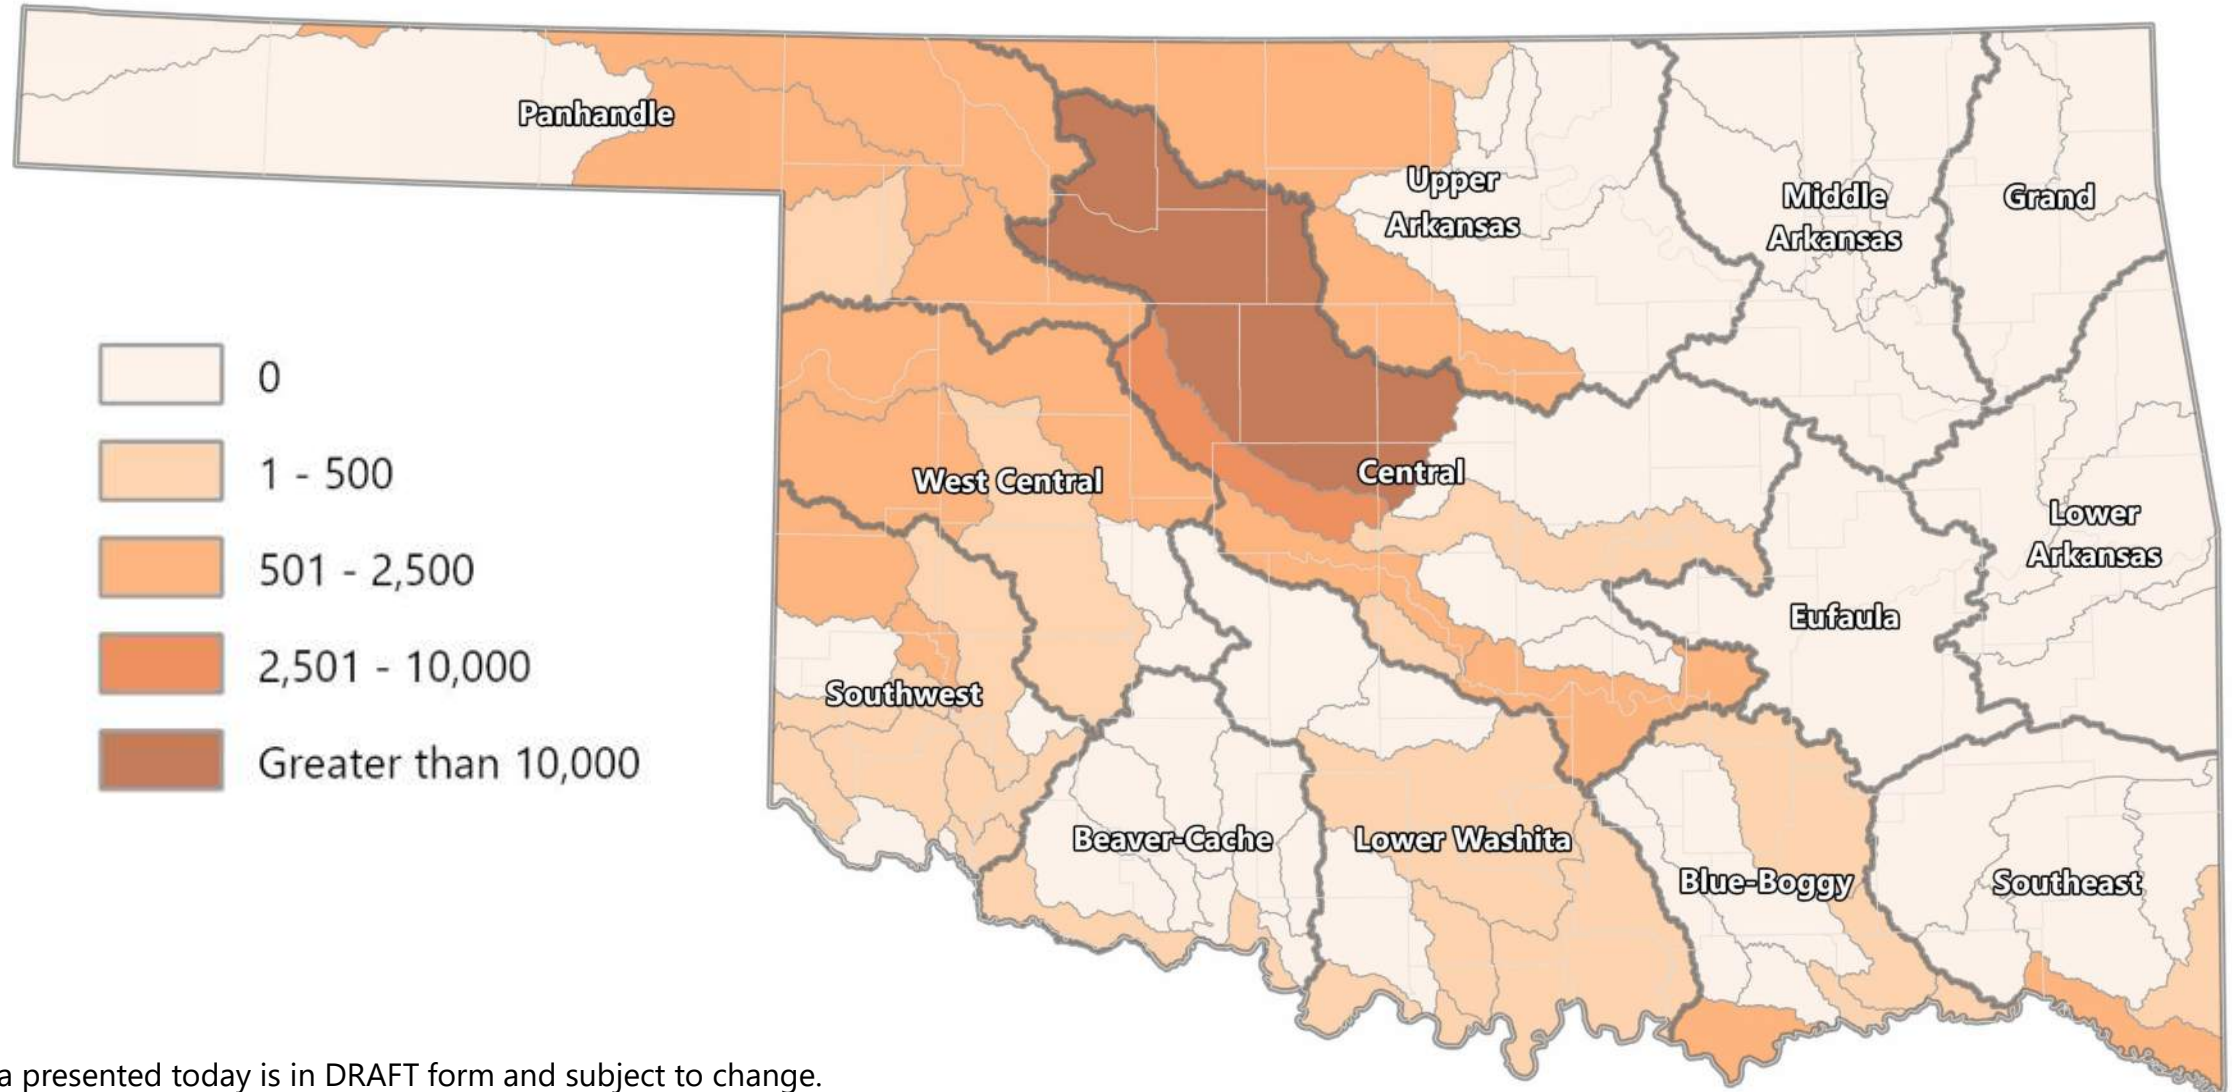 Panhandle
Upper
Arkansas
Middle
Arkansas
Grand
0
1 - 500
501 - 2,500
2,501 - 10,000
Greater than 10,000
West Central
Central
Lower
Arkansas
Eufaula
Southwest
Beaver-Cache
Lower Washita
Blue-Boggy
Southeast
a presented today is in DRAFT form and subject to change.